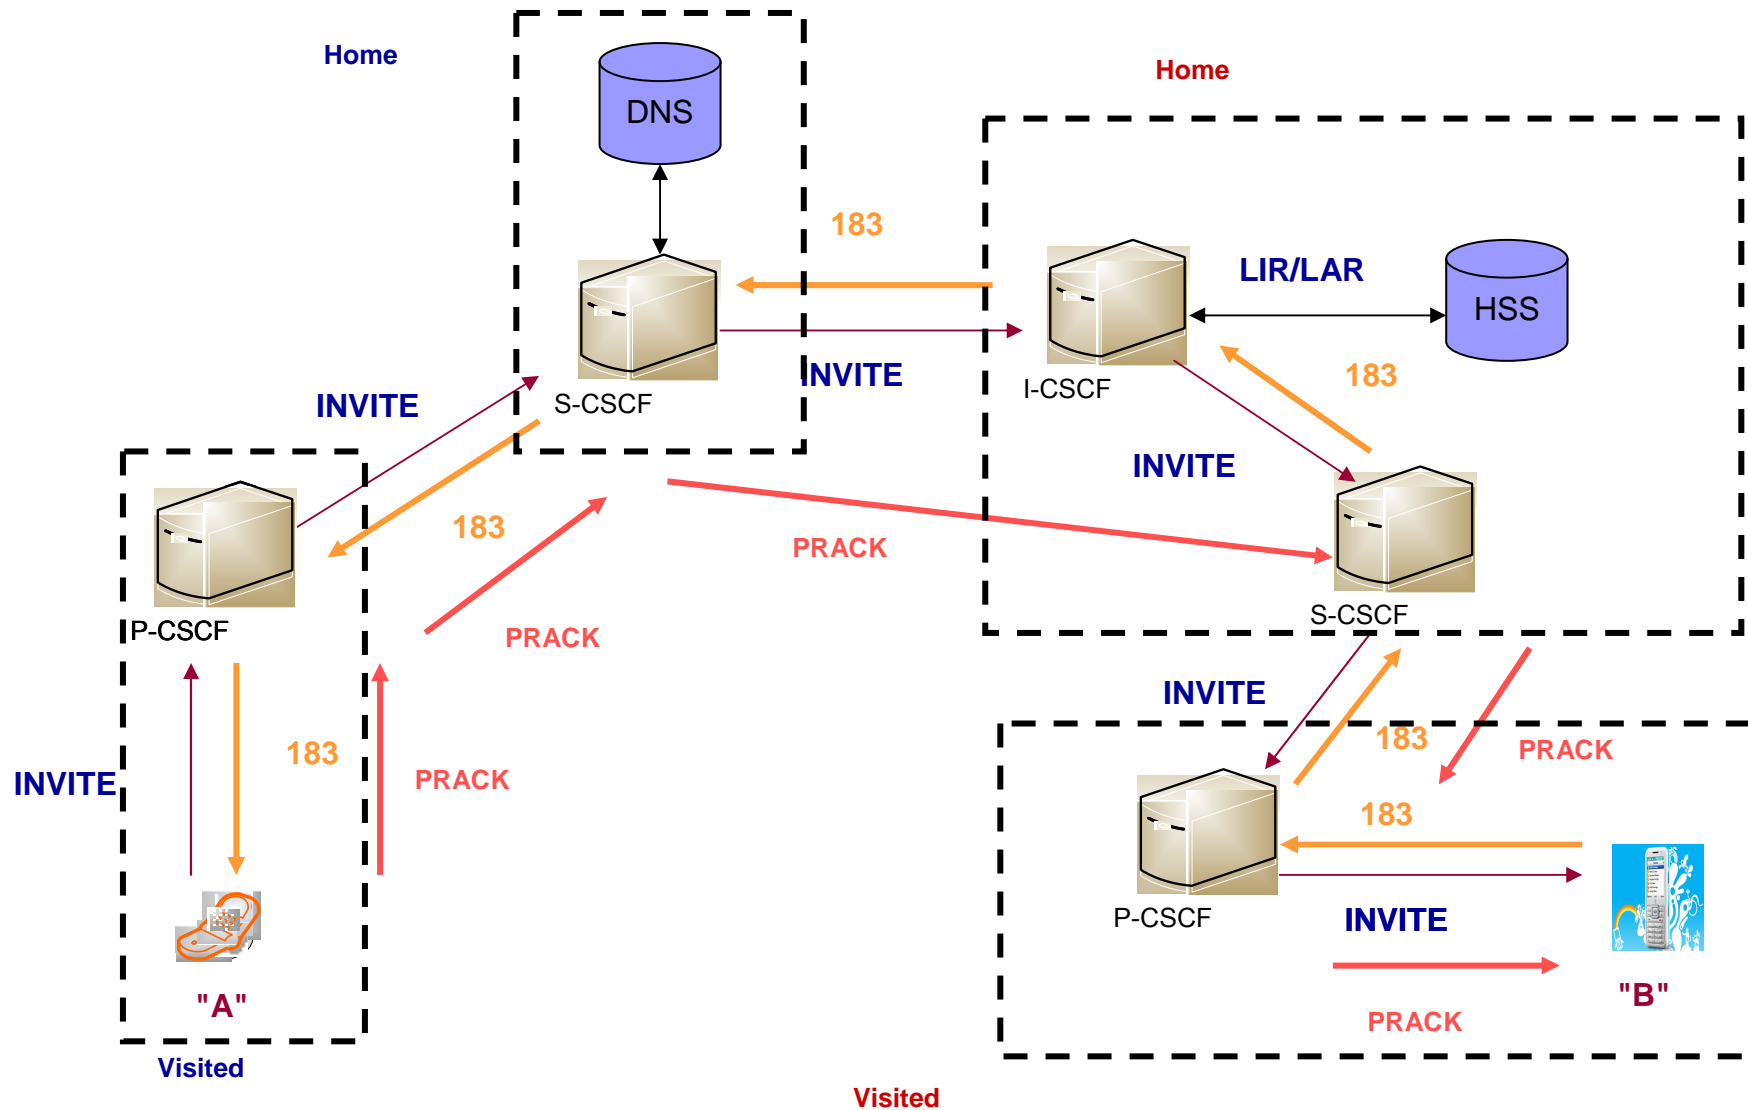 Home
Home
DNS
183
LIR/LAR
HSS
INVITE
INVITE
183
I-CSCF
S-CSCF
INVITE
183
PRACK
S-CSCF
P-CSCF
PRACK
INVITE
183
183
PRACK
INVITE
PRACK
183
P-CSCF
INVITE
"A"
"B"
PRACK
Visited
Visited